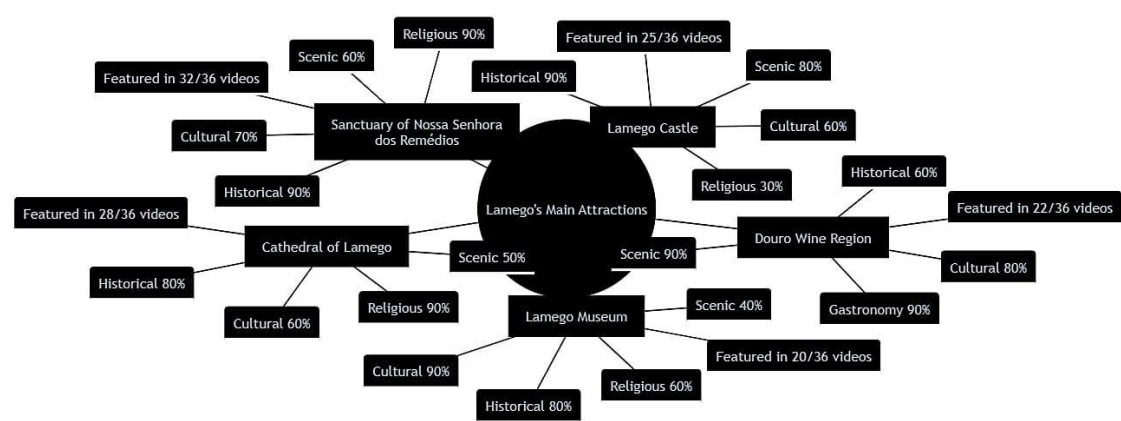 Religious 90%
Scenic 60%
Featured in 32/36 videos
Cultural 70%
Historical 90%
Sanctuary of Nossa Senhora
dos Remédios
Featured in 25/36 videos
Historical 90%
Scenic 80%
Lamego Castle
Cultural 60%
Religious 30%
Lamego's Main Attractions
Historical 60%
Featured in 22/36 videos
Douro Wine Region
Scenic 90%
Cultural 80%
Gastronomy 90%
Featured in 28/36 videos
Cathedral of Lamego
Scenic 50%
Historical 80%
Cultural 60%
Religious 90%
Lamego Museum
Scenic 40%
Featured in 20/36 videos
Cultural 90%
Historical 80%
Religious 60%